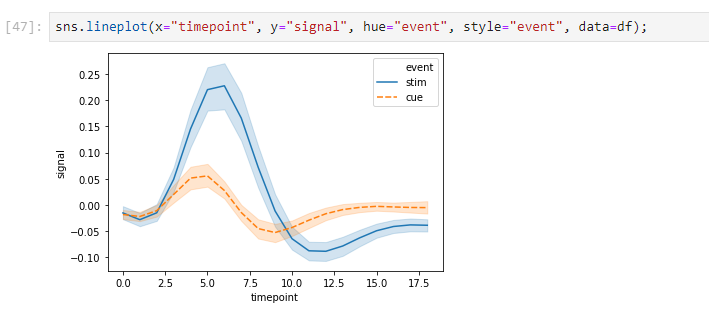 [47]: sns.lineplot(x="timepoint", y="signal", hue="event", style="event", data=df);
event
stim
cue
0.25
0.20
0.15
0.10
0.05
0.00
−0.05
−0.10
signal
0.0 2.5 5.0 7.5 10.0 12.5 15.0 17.5
timepoint